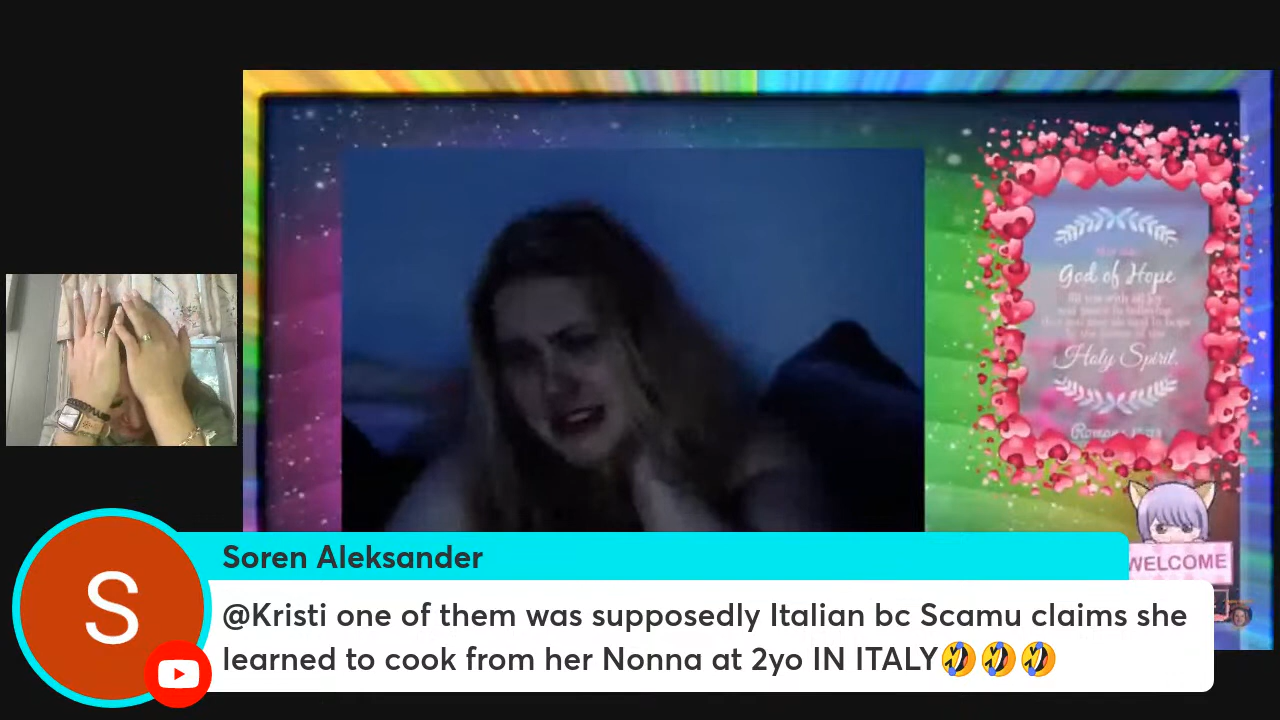 God of Hope
Holy Spirit.
WELCOME
S
Soren Aleksander
@Kristi one of them was supposedly Italian bc Scamu claims she
learned to cook from her Nonna at 2yo IN ITALY🤣🤣🤣